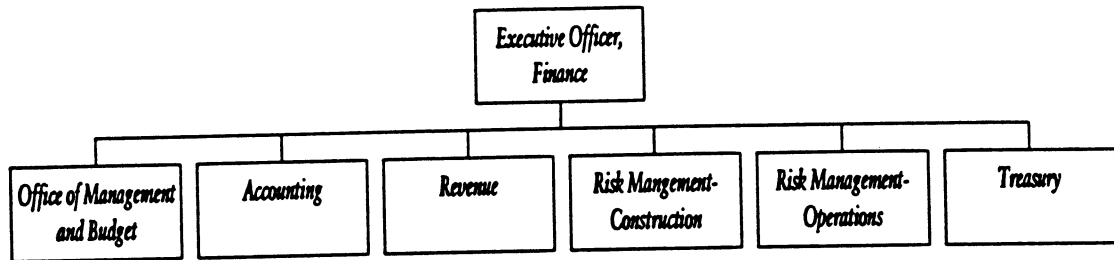 Executive Officer,
Finance
Office of Management
and Budget
Accounting
Revenue
Risk Mangement-
Construction
Risk Management-
Operations
Treasury